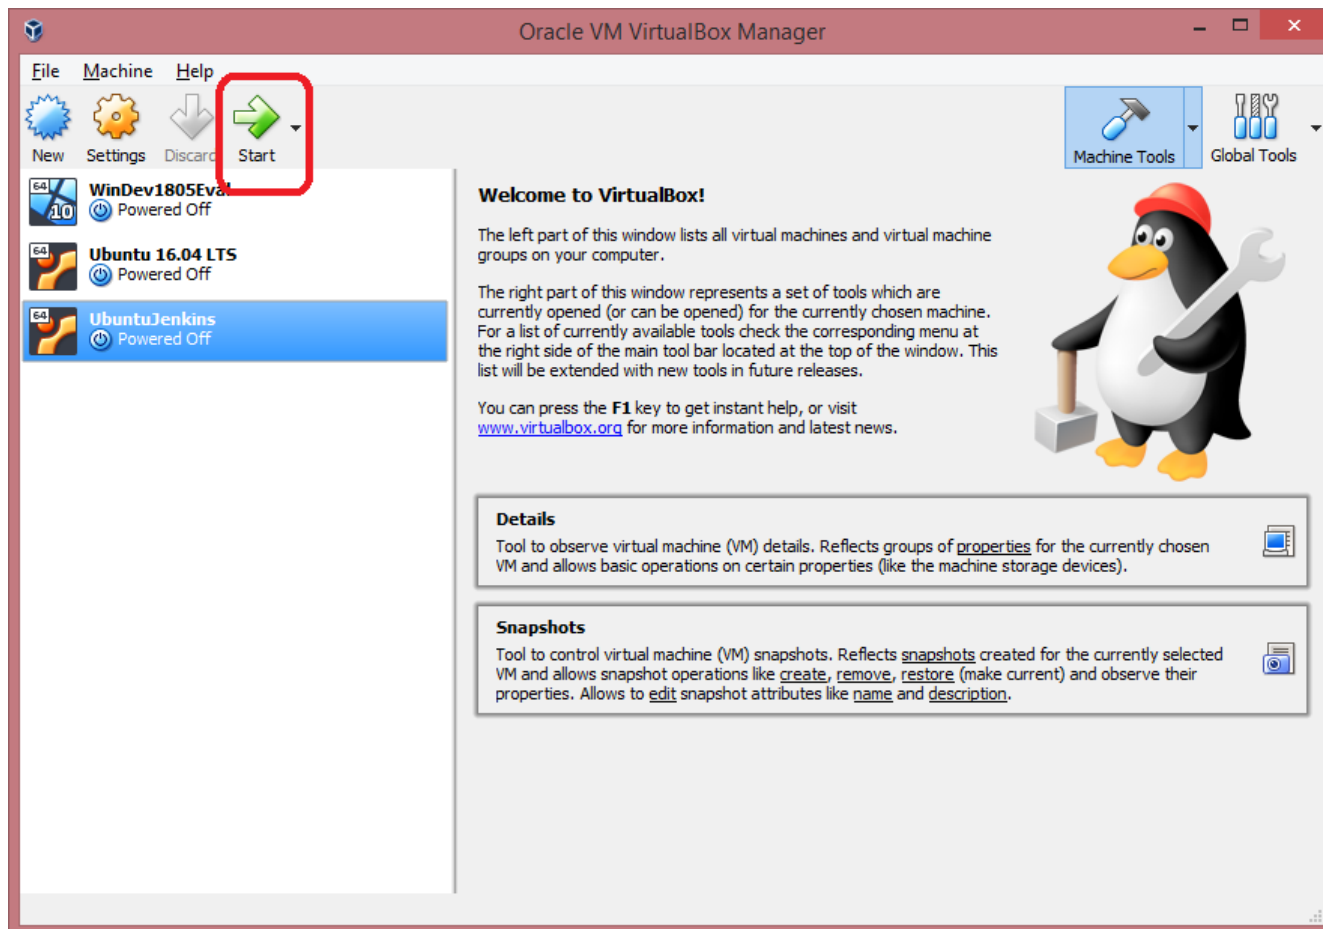 Oracle VM VirtualBox Manager
File Machine Help
New Settings Discard Start Machine Tools Global Tools
64 WinDev1805Eval
10 Powered Off
64 Ubuntu 16.04 LTS
Powered Off
64 UbuntuJenkins
Powered Off
Welcome to VirtualBox!
The left part of this window lists all virtual machines and virtual machine
groups on your computer.
The right part of this window represents a set of tools which are
currently opened (or can be opened) for the currently chosen machine.
For a list of currently available tools check the corresponding menu at
the right side of the main tool bar located at the top of the window. This
list will be extended with new tools in future releases.
You can press the F1 key to get instant help, or visit
www.virtualbox.org for more information and latest news.
Details
Tool to observe virtual machine (VM) details. Reflects groups of properties for the currently chosen
VM and allows basic operations on certain properties (like the machine storage devices).
Snapshots
Tool to control virtual machine (VM) snapshots. Reflects snapshots created for the currently selected
VM and allows snapshot operations like create, remove, restore (make current) and observe their
properties. Allows to edit snapshot attributes like name and description.